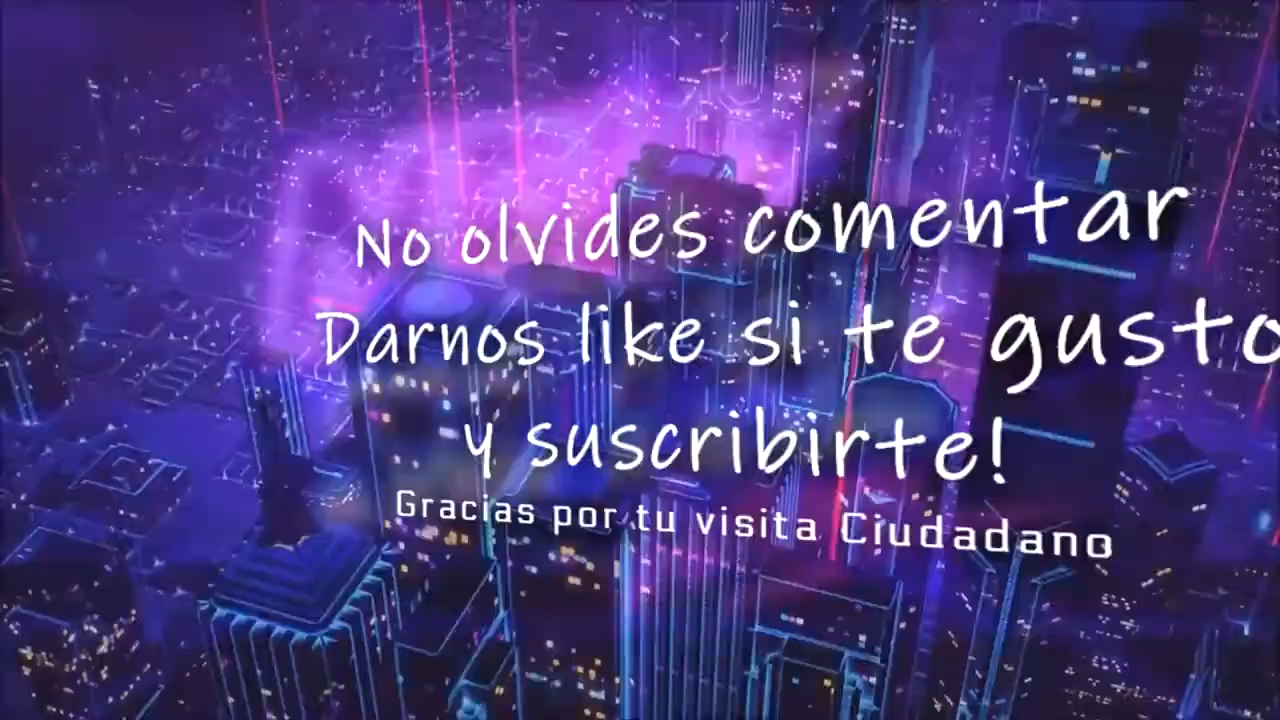 No olvides comentar
Darnos like si te gusto
y suscribirte!
Gracias por tu visita Ciudadano